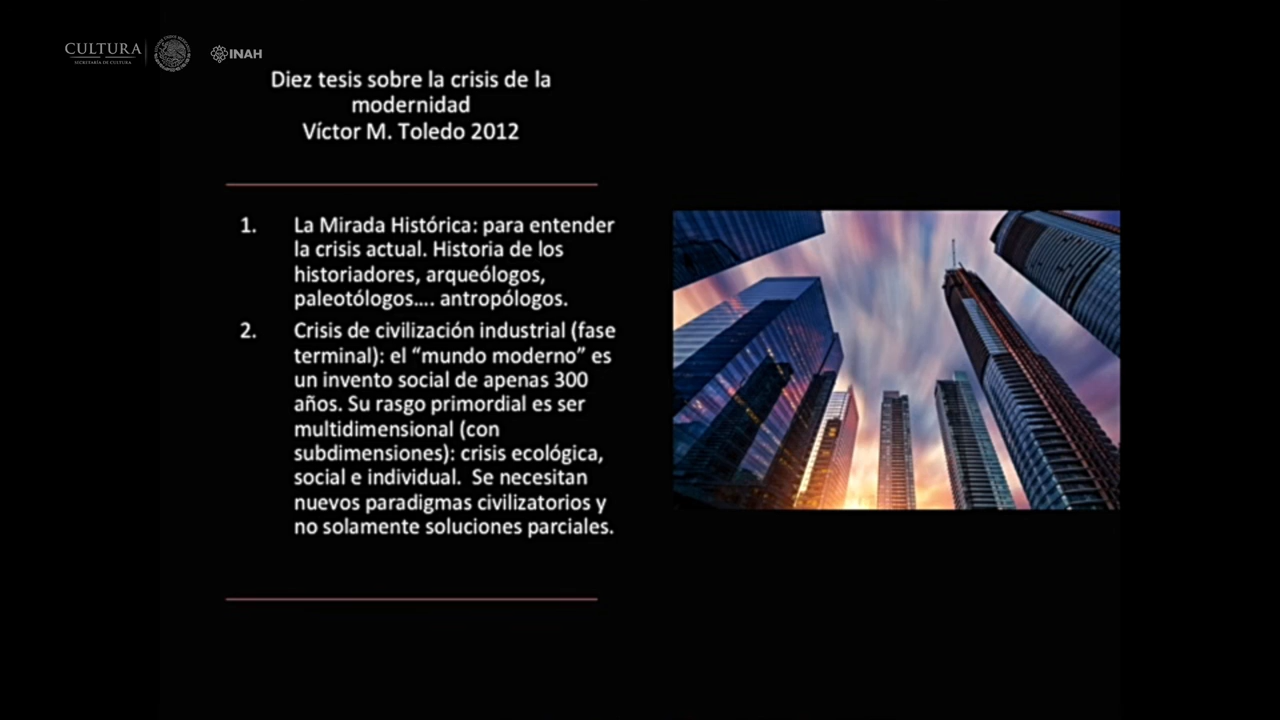 CULTURA
SECRETARÍA DE CULTURA
INAH
Diez tesis sobre la crisis de la
modernidad
Víctor M. Toledo 2012
1. La Mirada Histórica: para entender
la crisis actual. Historia de los
historiadores, arqueólogos,
paleotólogos.... antropólogos.
2. Crisis de civilización industrial (fase
terminal): el “mundo moderno” es
un invento social de apenas 300
años. Su rasgo primordial es ser
multidimensional (con
subdimensiones): crisis ecológica,
social e individual.  Se necesitan
nuevos paradigmas civilizatorios y
no solamente soluciones parciales.